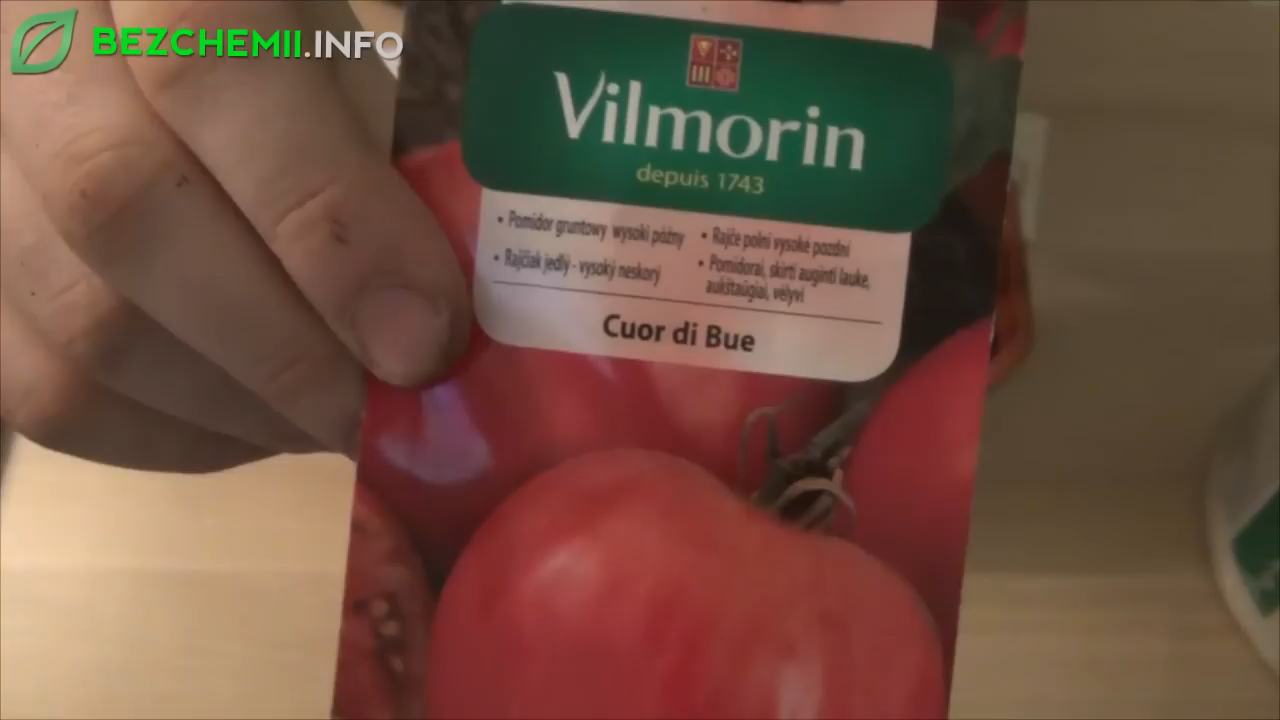 BEZCHEMII.INFO
Vilmorin
depuis 1743
• Pomidor gruntowy wysoki późny
• Rajčiak jedlý - vysoký neskorý
• Rajče polní vysoké pozdní
• Pomidorai, skirti auginti lauke,
aukštaūgiai, vėlyvi
Cuor di Bue